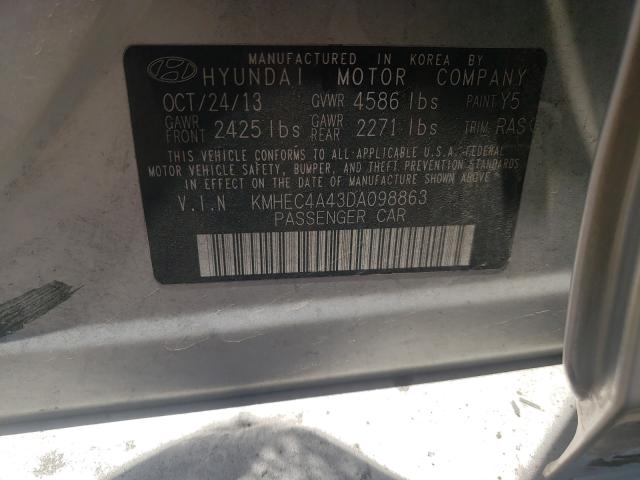 MANUFACTURED IN KOREA BY
HYUNDAI MOTOR COMPANY
OCT/24/13 GVWR 4586 lbs PAINT Y5
GAWR FRONT 2425 lbs GAWR REAR 2271 lbs TRIM RAS
THIS VEHICLE CONFORMS TO ALL APPLICABLE U.S.A. FEDERAL
MOTOR VEHICLE SAFETY, BUMPER, AND THEFT PREVENTION STANDARDS
IN EFFECT ON THE DATE OF MANUFACTURE SHOWN ABOVE.
V.I.N KMHEC4A43DA098863
PASSENGER CAR